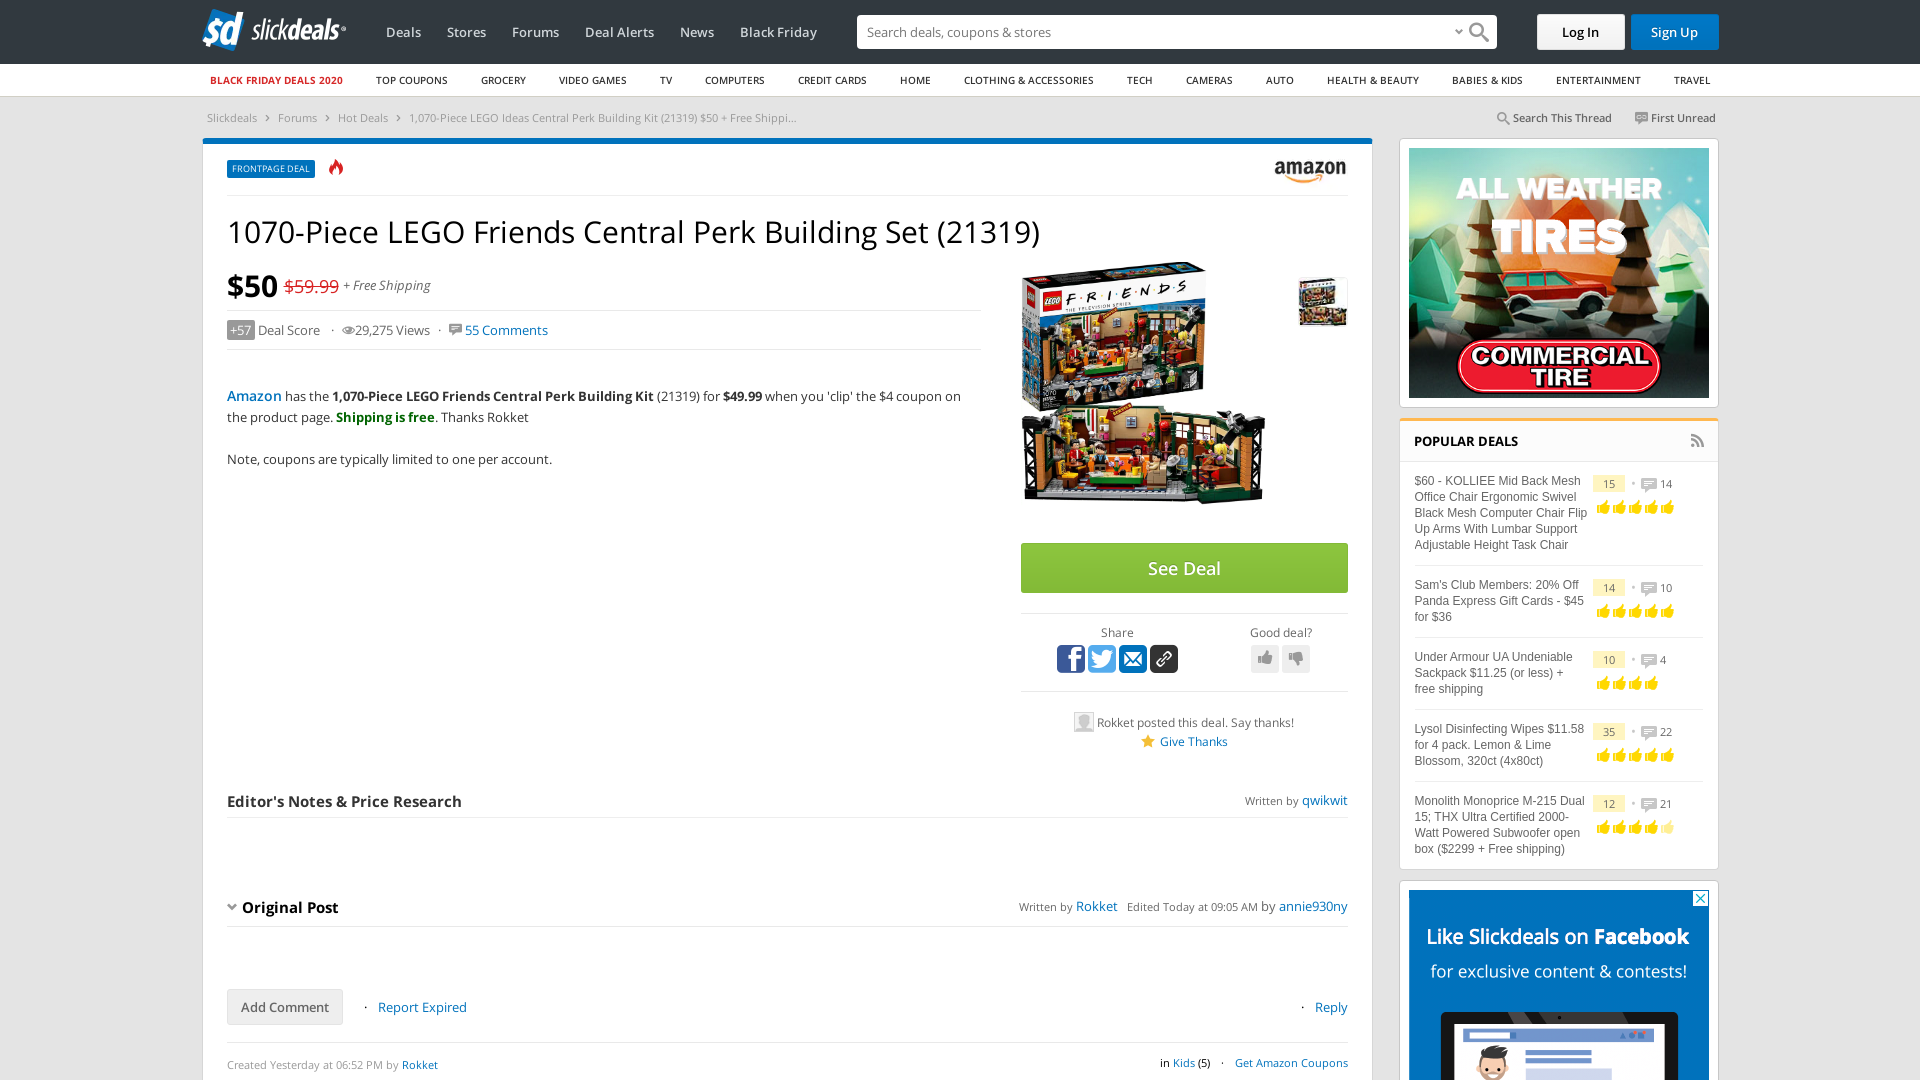 slickdeals
Deals Stores Forums Deal Alerts News Black Friday
Search deals, coupons & stores
Log In Sign Up
BLACK FRIDAY DEALS 2020 TOP COUPONS GROCERY VIDEO GAMES TV COMPUTERS CREDIT CARDS HOME CLOTHING & ACCESSORIES TECH CAMERAS AUTO HEALTH & BEAUTY BABIES & KIDS ENTERTAINMENT TRAVEL
Slickdeals › Forums › Hot Deals › 1,070-Piece LEGO Ideas Central Perk Building Kit (21319) $50 + Free Shippi...
Search This Thread First Unread
FRONTPAGE DEAL
amazon
1070-Piece LEGO Friends Central Perk Building Set (21319)
$50 $59.99 + Free Shipping
+57 Deal Score · 29,275 Views · 55 Comments
Amazon has the 1,070-Piece LEGO Friends Central Perk Building Kit (21319) for $49.99 when you 'clip' the $4 coupon on
the product page. Shipping is free. Thanks Rokket
Note, coupons are typically limited to one per account.
LEGO F·R·I·E·N·D·S
THE TELEVISION SERIES
See Deal
Share
Good deal?
Rokket posted this deal. Say thanks!
Give Thanks
Editor's Notes & Price Research
Written by qwikwit
Original Post
Written by Rokket Edited Today at 09:05 AM by annie930ny
Add Comment · Report Expired
· Reply
Created Yesterday at 06:52 PM by Rokket
in Kids (5) · Get Amazon Coupons
ALL WEATHER
TIRES
COMMERCIAL
TIRE
POPULAR DEALS
$60 - KOLLIEE Mid Back Mesh
Office Chair Ergonomic Swivel
Black Mesh Computer Chair Flip
Up Arms With Lumbar Support
Adjustable Height Task Chair
15 • 14
Sam's Club Members: 20% Off
Panda Express Gift Cards - $45
for $36
14 • 10
Under Armour UA Undeniable
Sackpack $11.25 (or less) +
free shipping
10 • 4
Lysol Disinfecting Wipes $11.58
for 4 pack. Lemon & Lime
Blossom, 320ct (4x80ct)
35 • 22
Monolith Monoprice M-215 Dual
15; THX Ultra Certified 2000-
Watt Powered Subwoofer open
box ($2299 + Free shipping)
12 • 21
Like Slickdeals on Facebook
for exclusive content & contests!